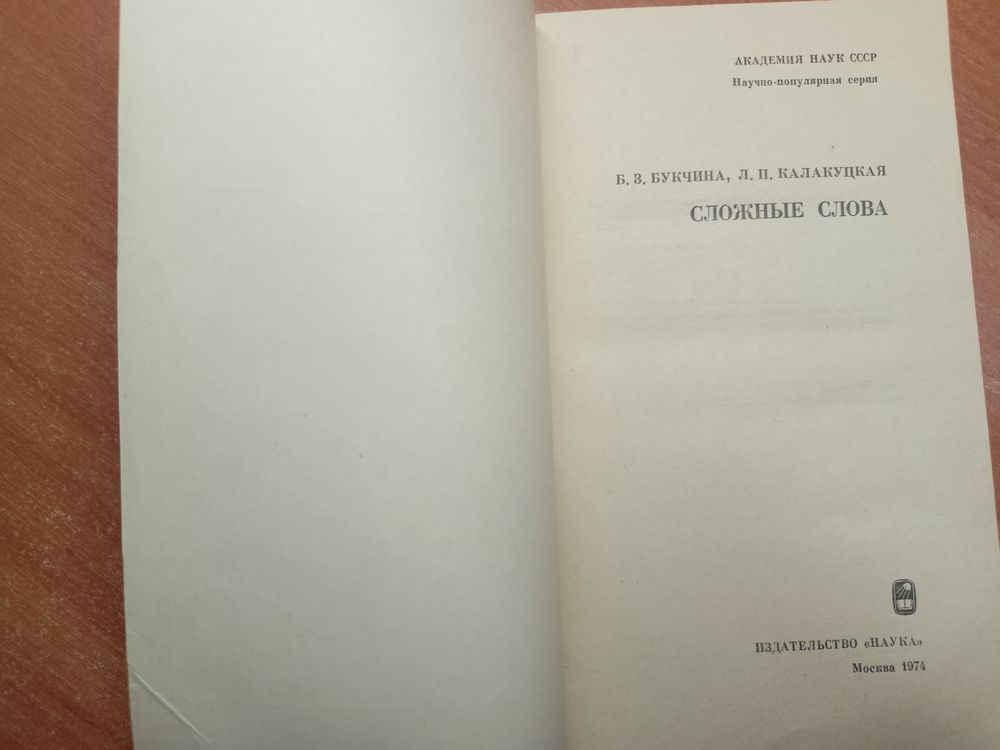 АКАДЕМИЯ НАУК СССР
Научно-популярная серия
Б. З. БУКЧИНА, Л. П. КАЛАКУЦКАЯ
СЛОЖНЫЕ СЛОВА
ИЗДАТЕЛЬСТВО «НАУКА»
Москва 1974